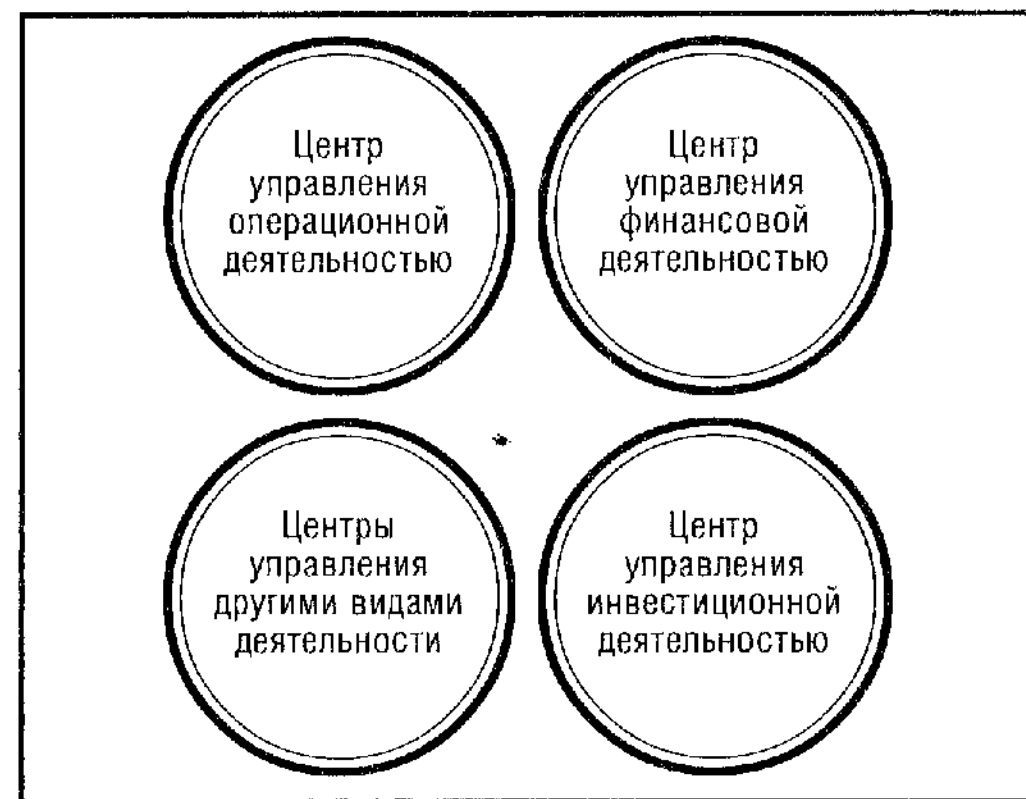 Центр
управления
операционной
деятельностью
Центр
управления
финансовой
деятельностью
Центры
управления
другими видами
деятельности
Центр
управления
инвестиционной
деятельностью